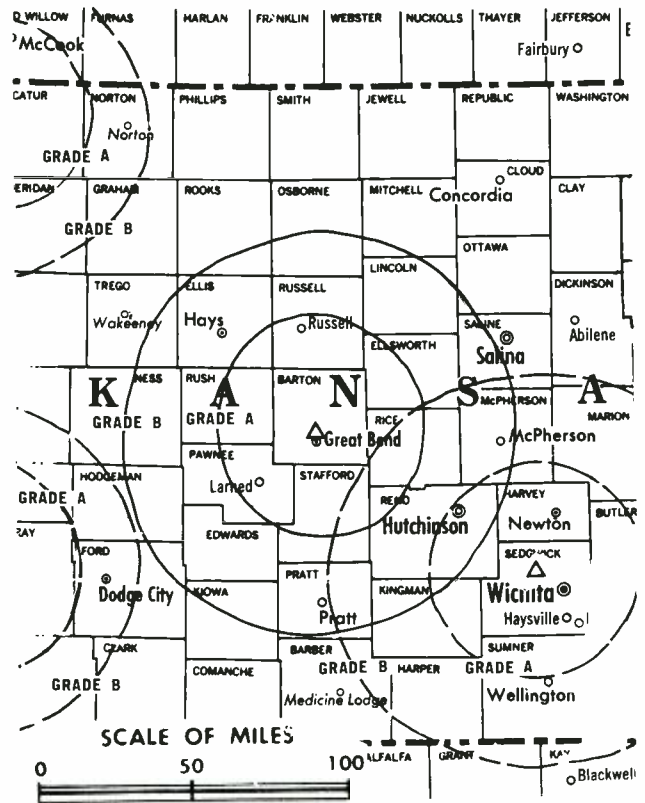 D WILLOW FURNAS HARLAN FRANKLIN WEBSTER NUCKOLLS THAYER JEFFERSON
McCook Fairbury
CATUR NORTON PHILLIPS SMITH JEWELL REPUBLIC WASHINGTON
Norton
GRADE A
CLOUD
ERIDAN GRAHAM ROOKS OSBORNE MITCHELL Concordia CLAY
GRADE B
OTTAWA
LINCOLN
TREGO ELLIS RUSSELL DICKINSON
Wakeeney Hays Russell SALINE Abilene
ELLSWORTH Salina
K NESS RUSH A BARTON N S A
McPHERSON
GRADE B GRADE A RICE MARION
Great Bend McPherson
PAWNEE
HODGEMAN Larned STAFFORD
GRADE A RENO HARVEY
Hutchinson Newton BUTLER
RAY EDWARDS
FORD SEDGWICK
Dodge City KIOWA PRATT KINGMAN Wichita
Pratt Haysville
CLARK BARBER SUMNER
COMANCHE GRADE B HARPER GRADE A
GRADE B Medicine Lodge Wellington
SCALE OF MILES
ALFALFA GRANT KAY
0 50 100
Blackwell